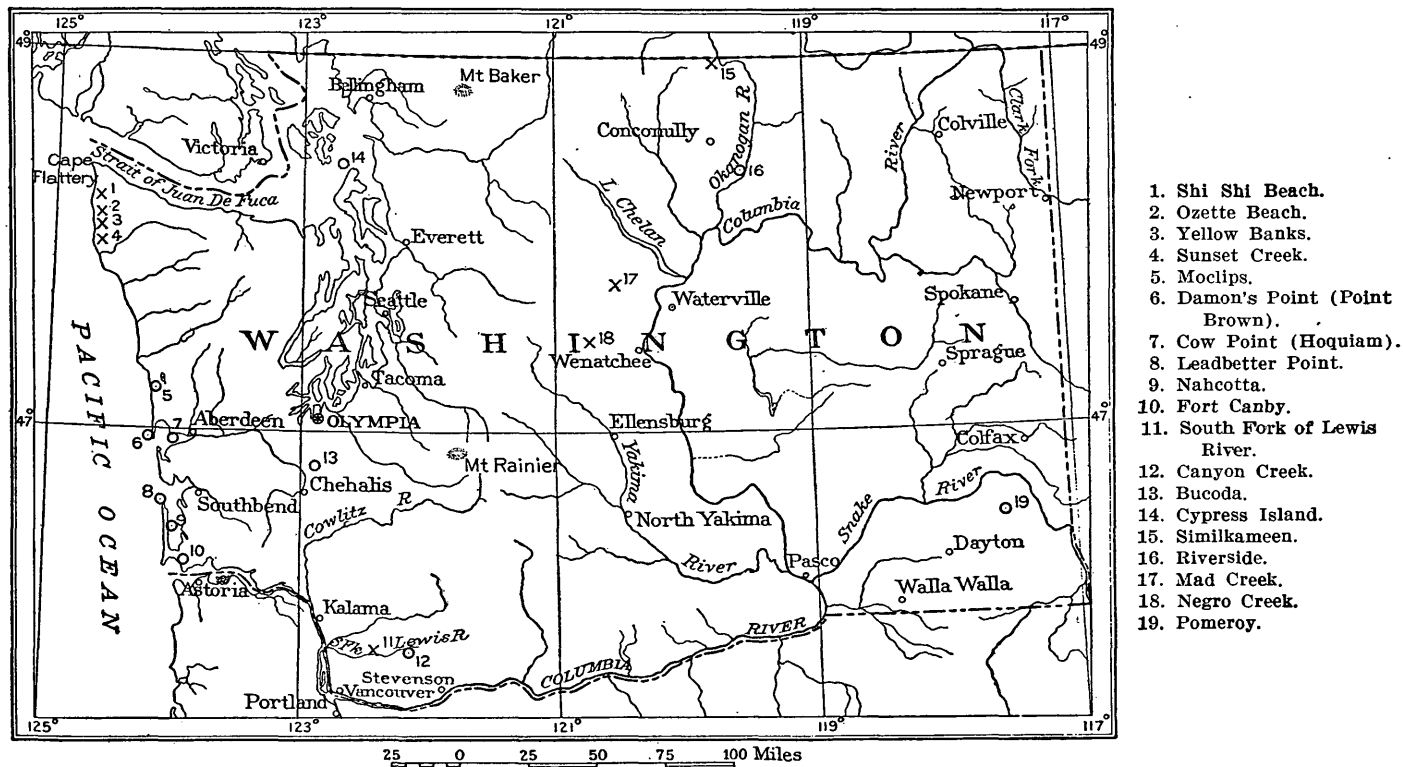 125° 123° 121° 119° 117°
49° 49°
Bellingham
Mt Baker
15
Okanogan R
Conconully
River
Colville
Clark Fork
Victoria
14
16
Cape Flattery
Strait of Juan De Fuca
Newport
1
2
3
4
L Chelan
Columbia
Everett
17
Seattle
Waterville
Spokane
WASHINGTON
18
Wenatchee
Sprague
Tacoma
5
PACIFIC OCEAN
47° 47°
6
7
Aberdeen
OLYMPIA
Ellensburg
Colfax
13
Mt Rainier
Yakima
Chehalis
8
Southbend
Cowlitz R
River
19
9
North Yakima
Snake
10
Dayton
River
Pasco
Astoria
Walla Walla
Kalama
S Fk
11
Lewis R
12
RIVER
Stevenson
COLUMBIA
Vancouver
Portland
125° 123° 121° 119° 117°
25 0 25 50 75 100 Miles
1. Shi Shi Beach.
2. Ozette Beach.
3. Yellow Banks.
4. Sunset Creek.
5. Moclips.
6. Damon's Point (Point
Brown).
7. Cow Point (Hoquiam).
8. Leadbetter Point.
9. Nahcotta.
10. Fort Canby.
11. South Fork of Lewis
River.
12. Canyon Creek.
13. Bucoda.
14. Cypress Island.
15. Similkameen.
16. Riverside.
17. Mad Creek.
18. Negro Creek.
19. Pomeroy.